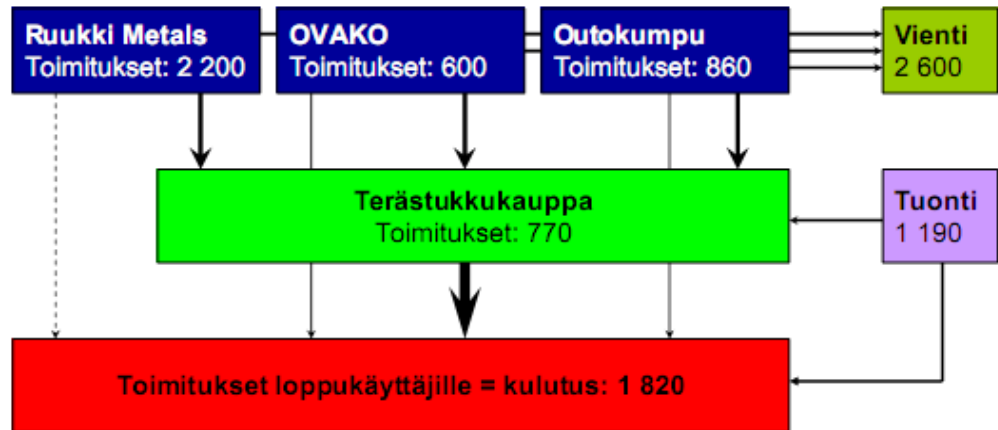 Ruukki Metals
Toimitukset: 2 200
OVAKO
Toimitukset: 600
Outokumpu
Toimitukset: 860
Vienti
2 600
Terästukkukauppa
Toimitukset: 770
Tuonti
1 190
Toimitukset loppukäyttäjille = kulutus: 1 820